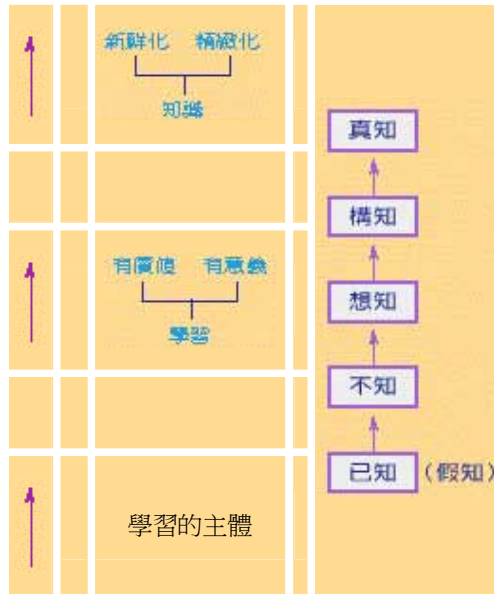 新鮮化 精緻化
知識
有價值 有意義
學習
學習的主體
真知
構知
想知
不知
已知 (假知)